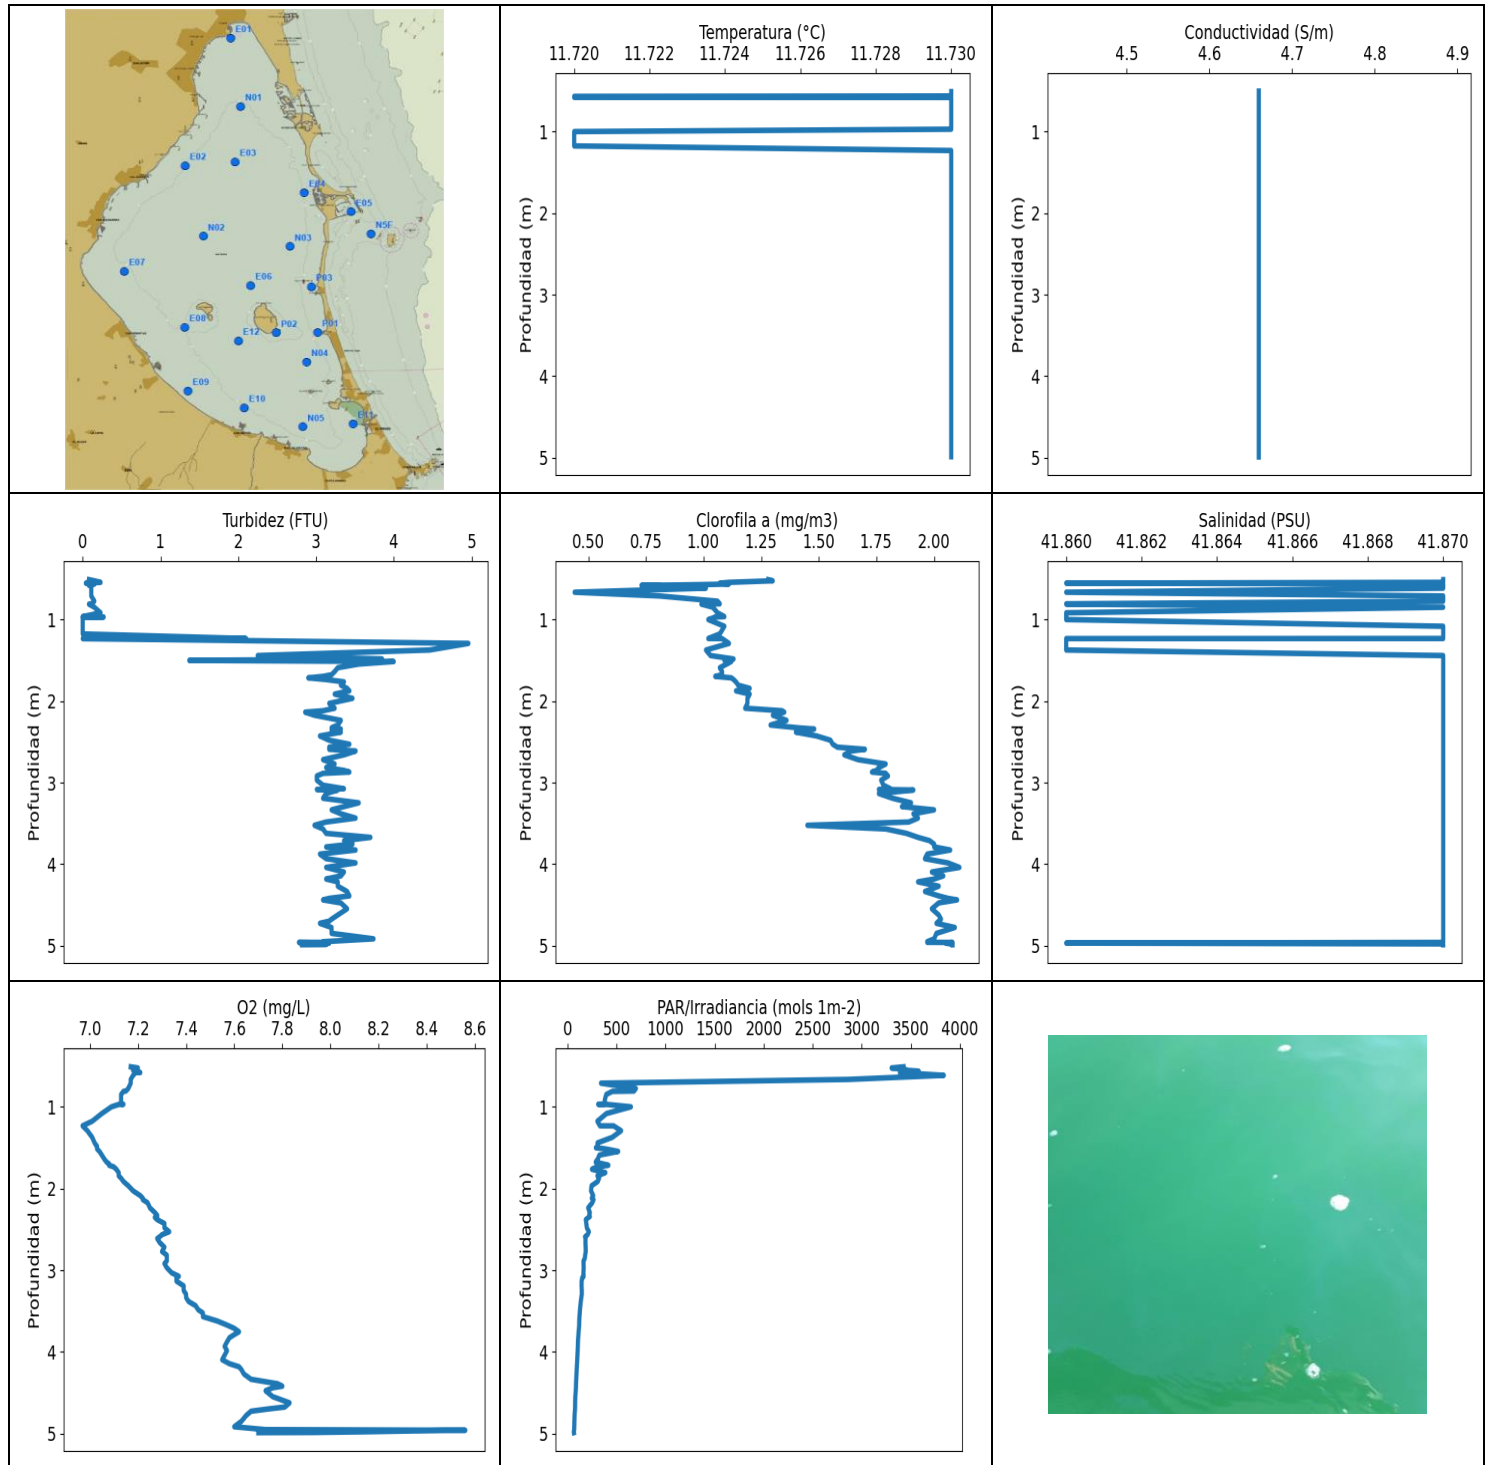 E01
N01
E02
E03
E04
E05
N5E
N02
N03
E07
E06
P03
E08
P02
P01
E12
N04
E09
E10
N05
E11
Temperatura (°C)
11.720 11.722 11.724 11.726 11.728 11.730
Profundidad (m)
1
2
3
4
5
Conductividad (S/m)
4.5 4.6 4.7 4.8 4.9
Profundidad (m)
1
2
3
4
5
Turbidez (FTU)
0 1 2 3 4 5
Profundidad (m)
1
2
3
4
5
Clorofila a (mg/m3)
0.50 0.75 1.00 1.25 1.50 1.75 2.00
Profundidad (m)
1
2
3
4
5
Salinidad (PSU)
41.860 41.862 41.864 41.866 41.868 41.870
Profundidad (m)
1
2
3
4
5
O2 (mg/L)
7.0 7.2 7.4 7.6 7.8 8.0 8.2 8.4 8.6
Profundidad (m)
1
2
3
4
5
PAR/Irradiancia (mols 1m-2)
0 500 1000 1500 2000 2500 3000 3500 4000
Profundidad (m)
1
2
3
4
5